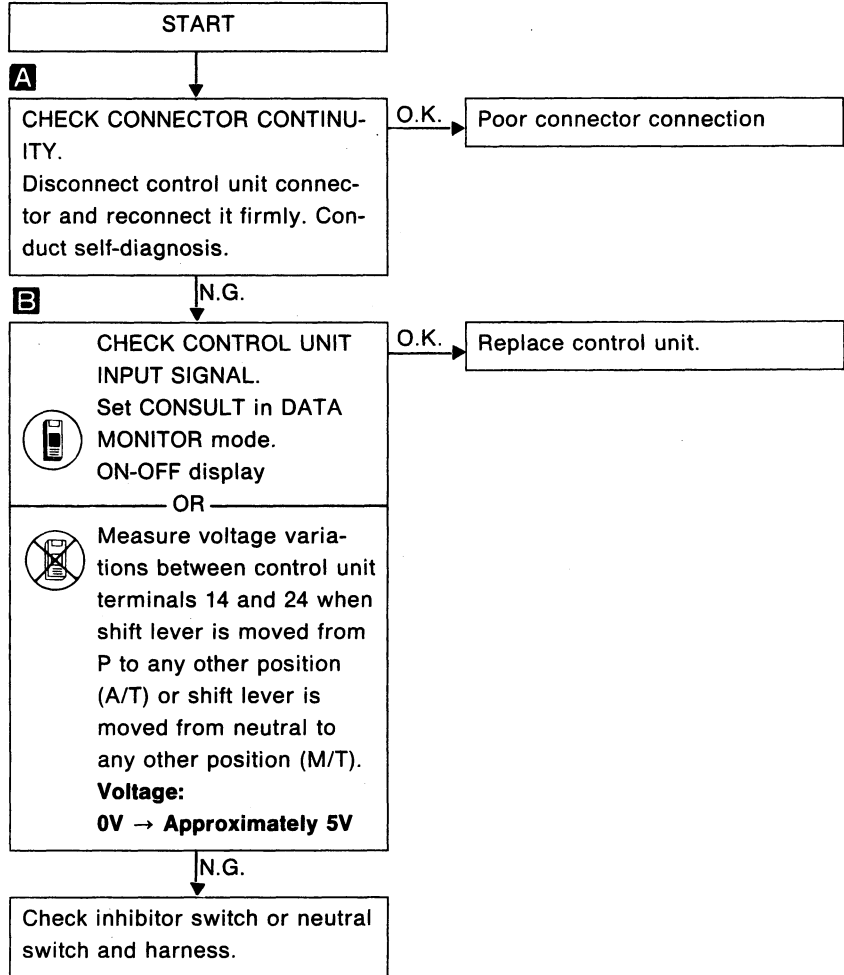 START
A
CHECK CONNECTOR CONTINU-
ITY.
Disconnect control unit connec-
tor and reconnect it firmly. Con-
duct self-diagnosis.
O.K.
Poor connector connection
N.G.
B
CHECK CONTROL UNIT
INPUT SIGNAL.
Set CONSULT in DATA
MONITOR mode.
ON-OFF display
O.K.
Replace control unit.
OR
Measure voltage varia-
tions between control unit
terminals 14 and 24 when
shift lever is moved from
P to any other position
(A/T) or shift lever is
moved from neutral to
any other position (M/T).
Voltage:
0V → Approximately 5V
N.G.
Check inhibitor switch or neutral
switch and harness.